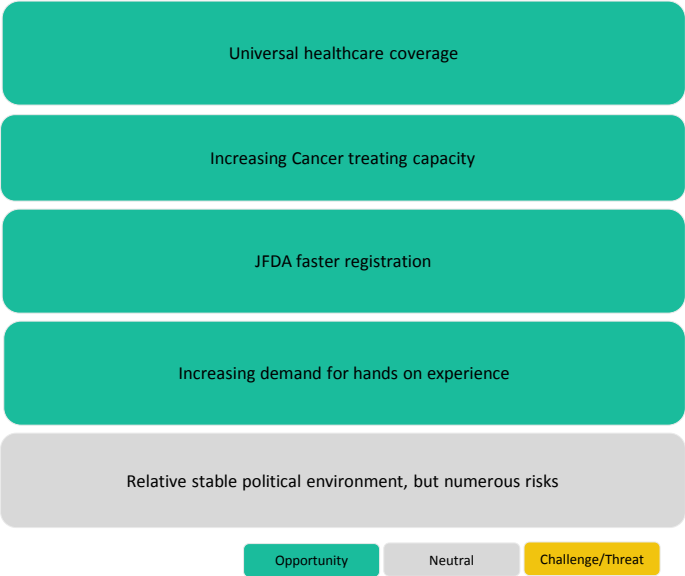 Universal healthcare coverage
Increasing Cancer treating capacity
JFDA faster registration
Increasing demand for hands on experience
Relative stable political environment, but numerous risks
Opportunity
Neutral
Challenge/Threat